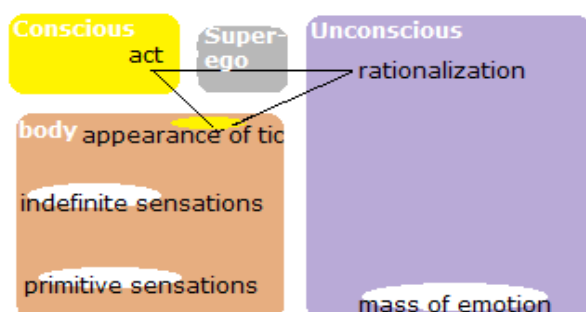 Conscious
act
Super-
ego
Unconscious
rationalization
body
appearance of tic
indefinite sensations
primitive sensations
mass of emotion